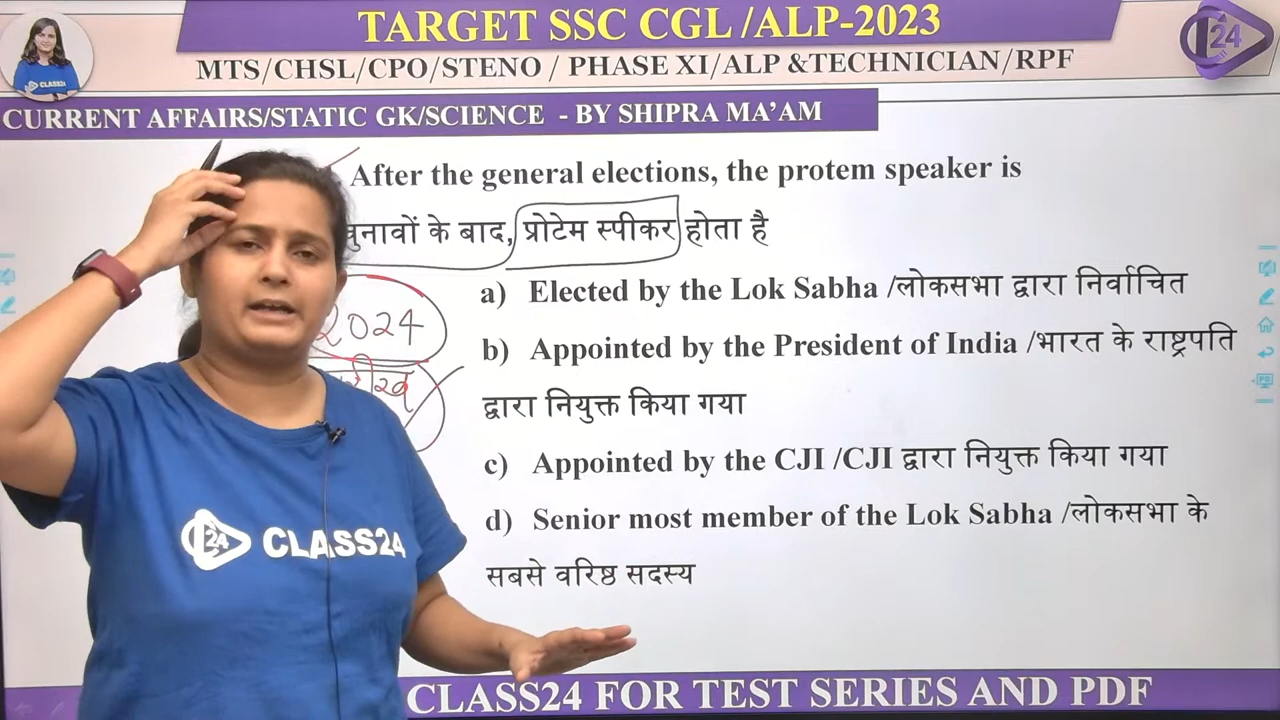 TARGET SSC CGL /ALP-2023
24
MTS/CHSL/CPO/STENO / PHASE XI/ALP &TECHNICIAN/RPF
CLASS24
CURRENT AFFAIRS/STATIC GK/SCIENCE - BY SHIPRA MA'AM
After the general elections, the protem speaker is
चुनावों के बाद, प्रोटेम स्पीकर होता है
a) Elected by the Lok Sabha /लोकसभा द्वारा निर्वाचित
2024
b) Appointed by the President of India /भारत के राष्ट्रपति
द्वारा नियुक्त किया गया
c) Appointed by the CJI /CJI द्वारा नियुक्त किया गया
d) Senior most member of the Lok Sabha /लोकसभा के
सबसे वरिष्ठ सदस्य
24 CLASS24
CLASS24 FOR TEST SERIES AND PDF